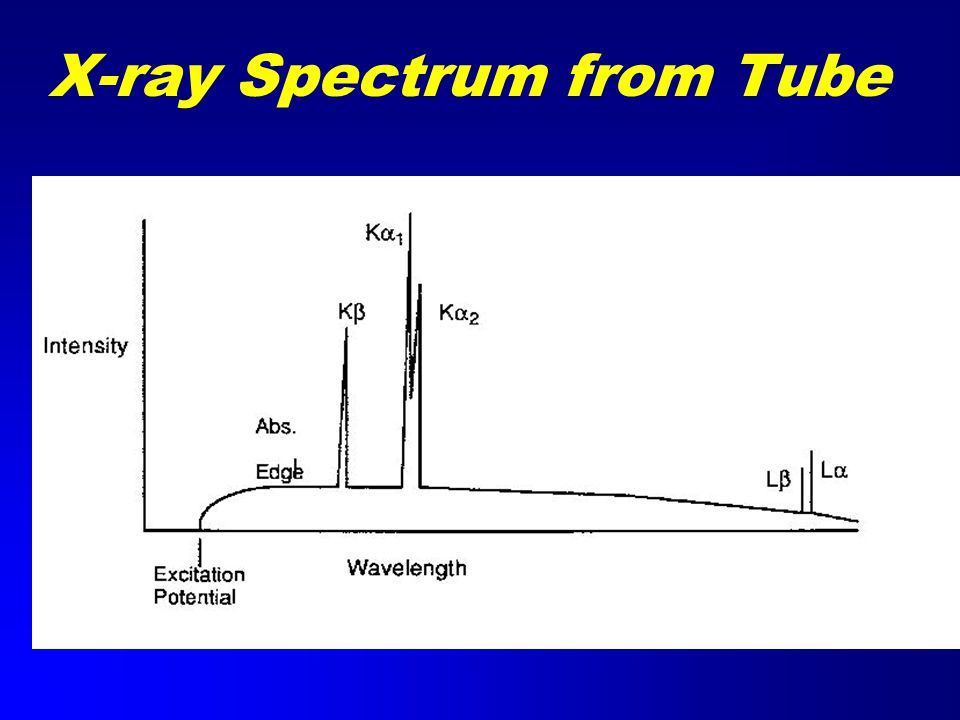 X-ray Spectrum from Tube
Kα1
Kβ
Kα2
Intensity
Abs.
Edge
Lβ
Lα
Excitation
Potential
Wavelength